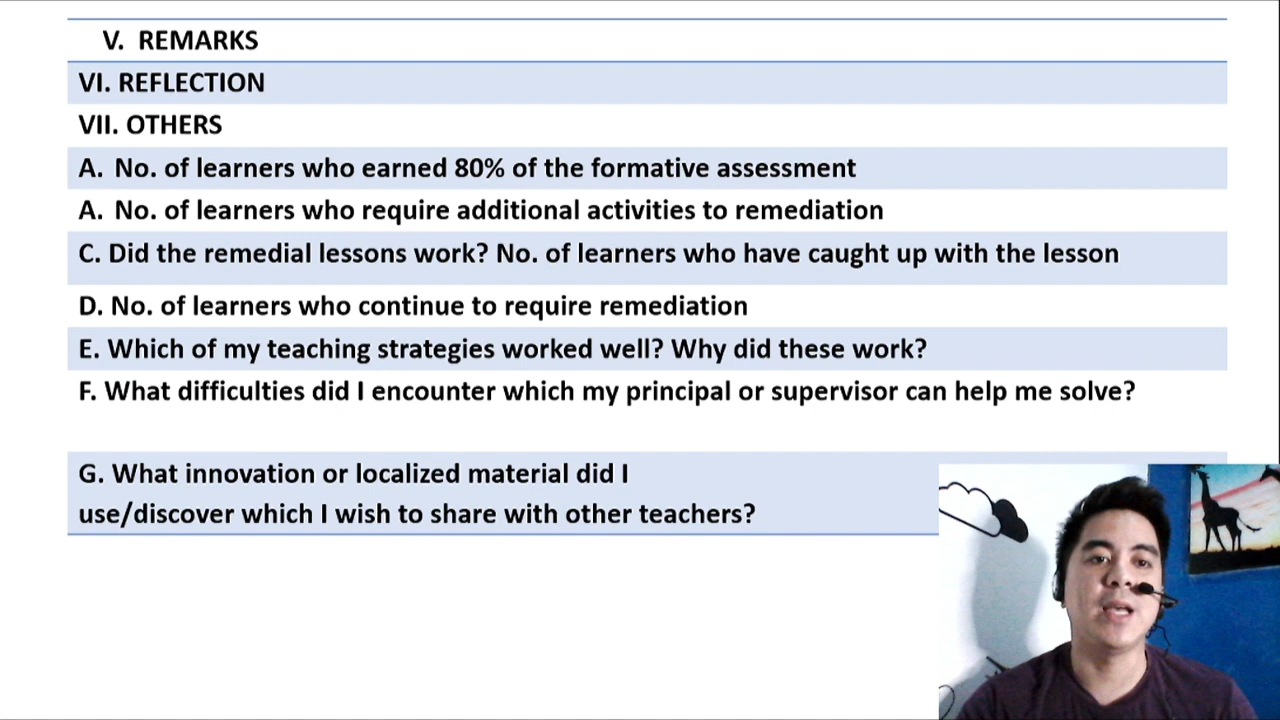 V. REMARKS
VI. REFLECTION
VII. OTHERS
A. No. of learners who earned 80% of the formative assessment
A. No. of learners who require additional activities to remediation
C. Did the remedial lessons work? No. of learners who have caught up with the lesson
D. No. of learners who continue to require remediation
E. Which of my teaching strategies worked well? Why did these work?
F. What difficulties did I encounter which my principal or supervisor can help me solve?
G. What innovation or localized material did I
use/discover which I wish to share with other teachers?